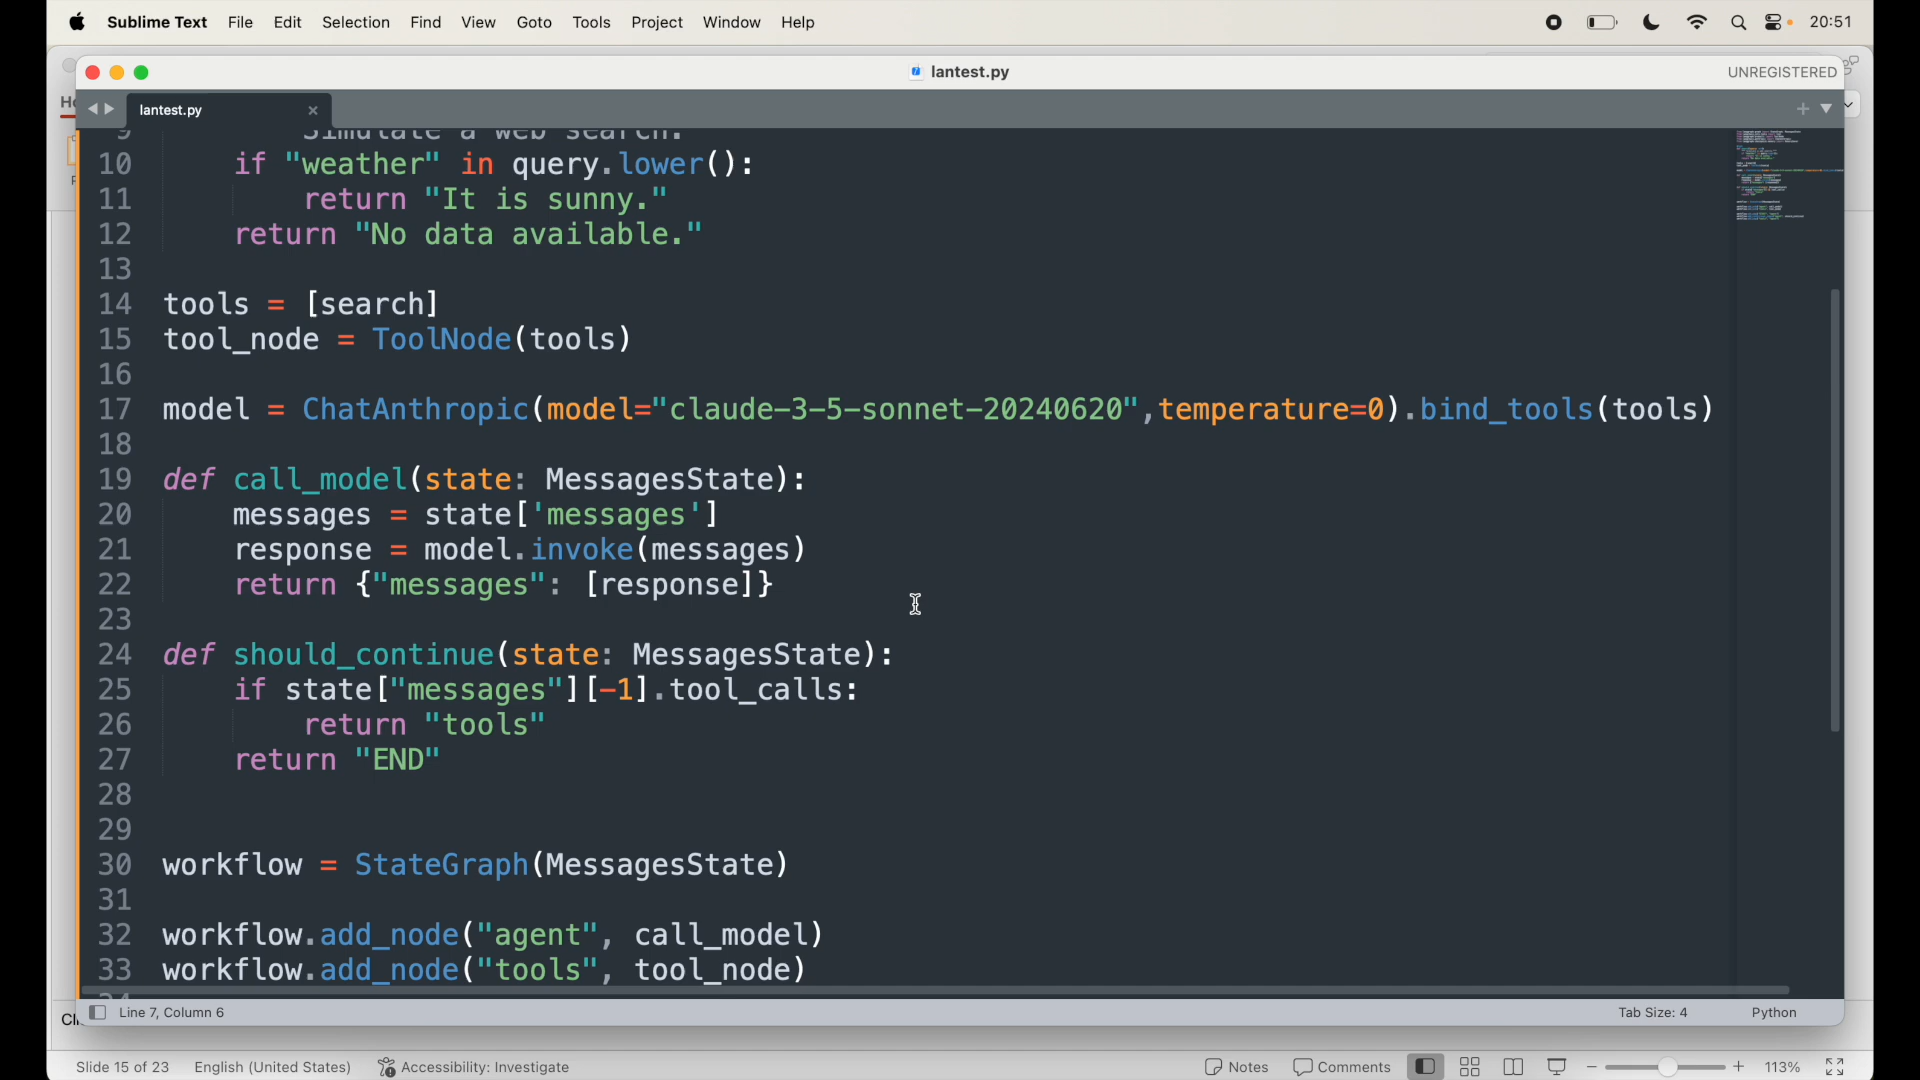 Sublime Text File Edit Selection Find View Goto Tools Project Window Help 20:51
lantest.py UNREGISTERED
lantest.py
9 Simulate a web search.
10 if "weather" in query.lower():
11 return "It is sunny."
12 return "No data available."
13
14 tools = [search]
15 tool_node = ToolNode(tools)
16
17 model = ChatAnthropic(model="claude-3-5-sonnet-20240620",temperature=0).bind_tools(tools)
18
19 def call_model(state: MessagesState):
20 messages = state['messages']
21 response = model.invoke(messages)
22 return {"messages": [response]}
23
24 def should_continue(state: MessagesState):
25 if state["messages"][-1].tool_calls:
26 return "tools"
27 return "END"
28
29
30 workflow = StateGraph(MessagesState)
31
32 workflow.add_node("agent", call_model)
33 workflow.add_node("tools", tool_node)
Line 7, Column 6 Tab Size: 4 Python
Slide 15 of 23 English (United States) Accessibility: Investigate Notes Comments 113%